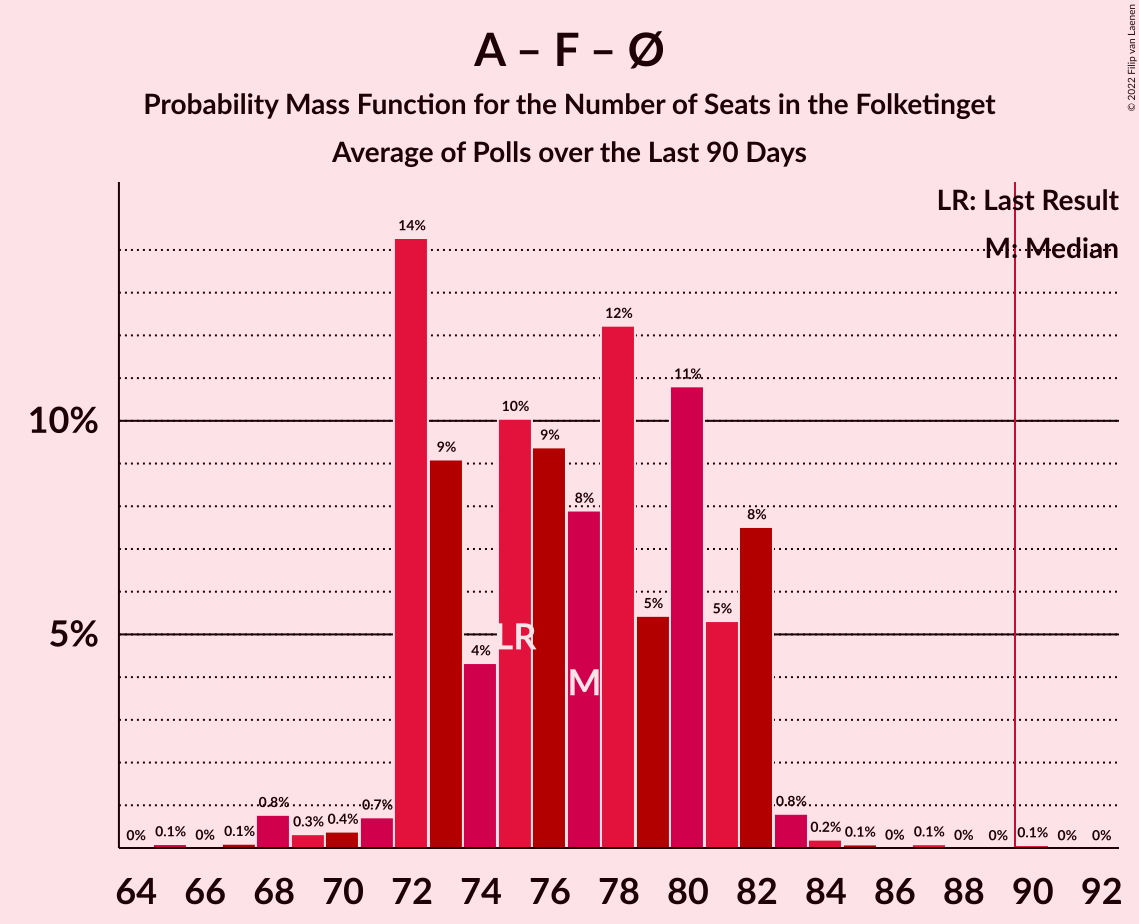 A – F – Ø
Probability Mass Function for the Number of Seats in the Folketinget
Average of Polls over the Last 90 Days
© 2022 Filip van Laenen
LR: Last Result
M: Median
10%
5%
0% 0.1% 0% 0.1% 0.8% 0.3% 0.4% 0.7% 14% 9% 4% 10% 9% 8% 12% 5% 11% 5% 8% 0.8% 0.2% 0.1% 0% 0.1% 0% 0% 0.1% 0% 0%
LR
M
64 66 68 70 72 74 76 78 80 82 84 86 88 90 92